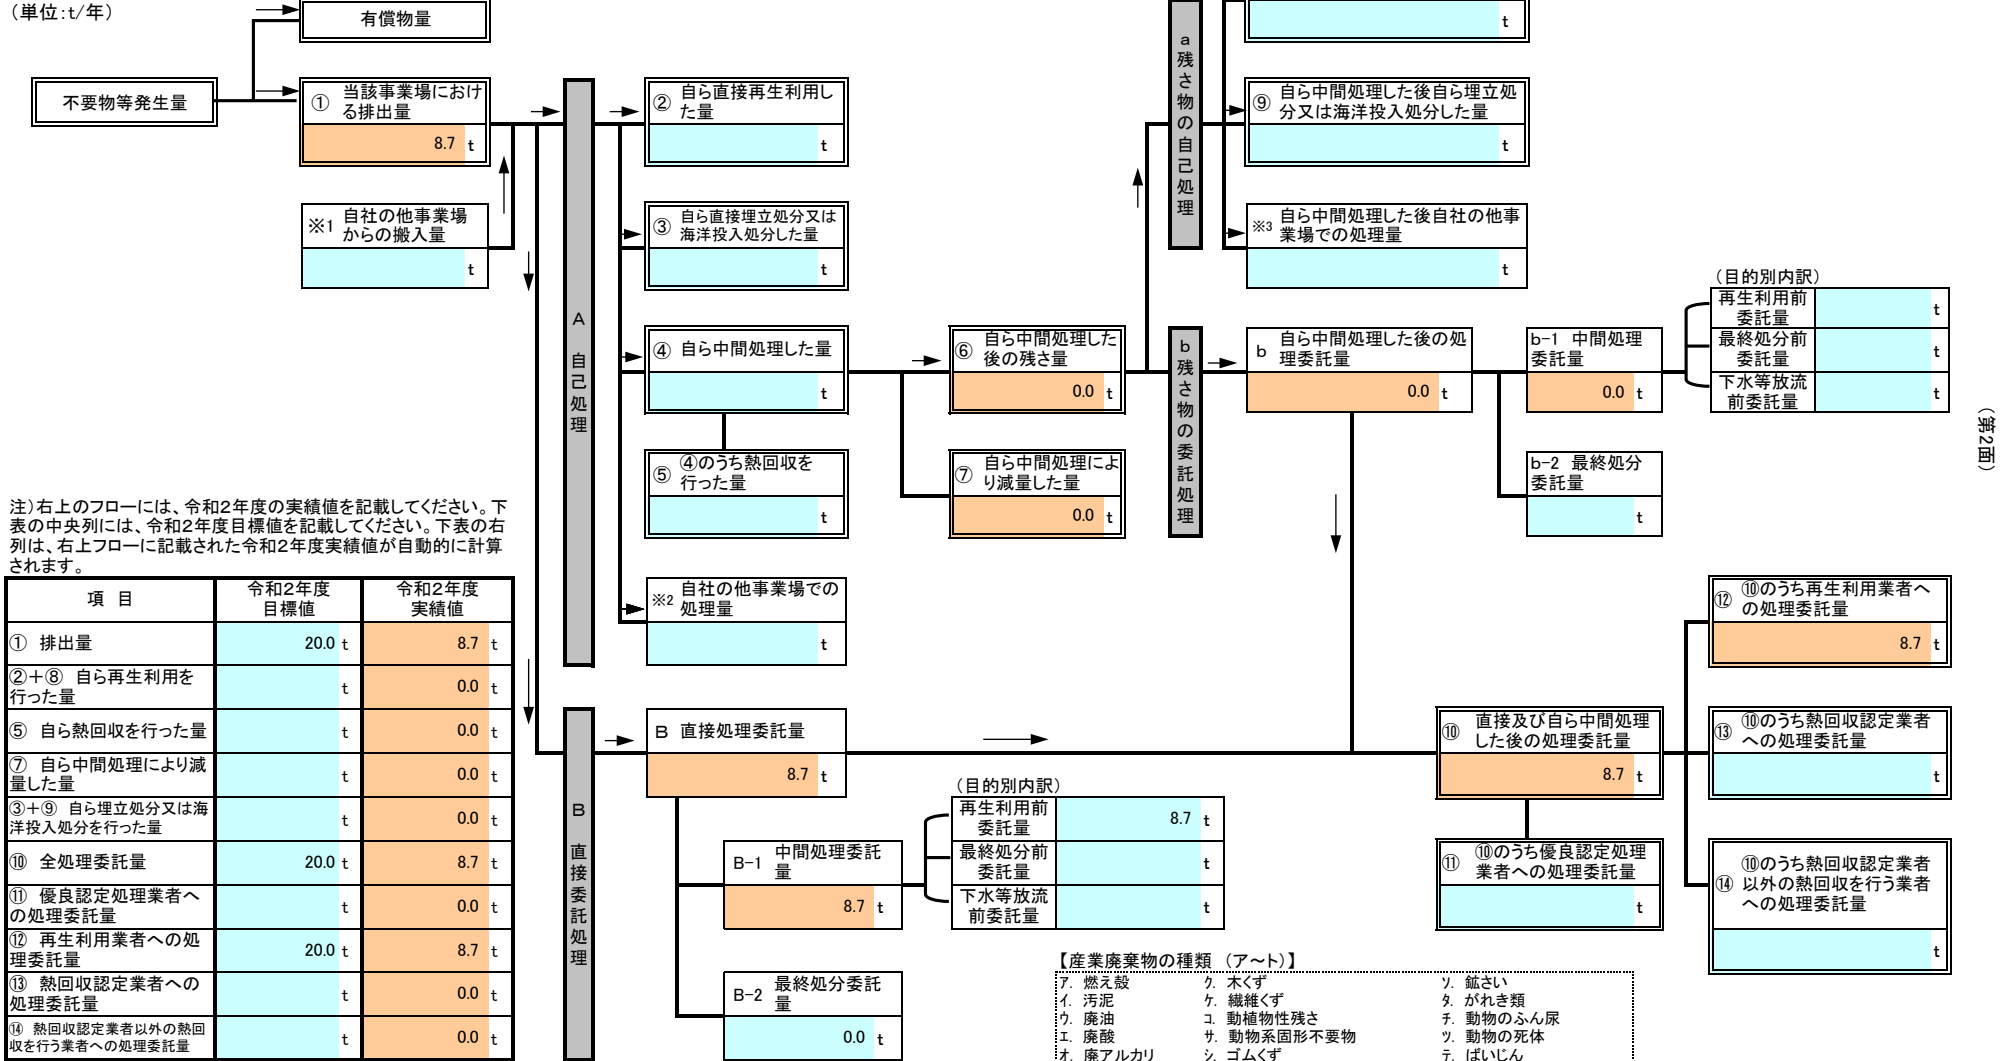 （単位：t/年）
有償物量
t
不要物等発生量
① 当該事業場におけ
る排出量
8.7 t
※1 自社の他事業場
からの搬入量
t
A 自己処理
② 自ら直接再生利用し
た量
t
③ 自ら直接埋立処分又は
海洋投入処分した量
t
④ 自ら中間処理した量
t
⑤ ④のうち熱回収を
行った量
t
※2 自社の他事業場での
処理量
t
⑥ 自ら中間処理した
後の残さ量
0.0 t
⑦ 自ら中間処理によ
り減量した量
0.0 t
a 残さ物の自己処理
⑨ 自ら中間処理した後自ら埋立処
分又は海洋投入処分した量
t
※3 自ら中間処理した後自社の他事
業場での処理量
t
b 残さ物の委託処理
b 自ら中間処理した後の処
理委託量
0.0 t
b-1 中間処理
委託量
0.0 t
b-2 最終処分
委託量
t
（目的別内訳）
再生利用前
委託量 t
最終処分前
委託量 t
下水等放流
前委託量 t
（第2面）
注）右上のフローには、令和2年度の実績値を記載してください。下
表の中央列には、令和2年度目標値を記載してください。下表の右
列は、右上フローに記載された令和2年度実績値が自動的に計算
されます。
項 目 令和2年度 目標値 令和2年度 実績値
① 排出量 20.0 t 8.7 t
②＋⑧ 自ら再生利用を
行った量 t 0.0 t
⑤ 自ら熱回収を行った量 t 0.0 t
⑦ 自ら中間処理により減
量した量 t 0.0 t
③＋⑨ 自ら埋立処分又は海
洋投入処分を行った量 t 0.0 t
⑩ 全処理委託量 20.0 t 8.7 t
⑪ 優良認定処理業者へ
の処理委託量 t 0.0 t
⑫ 再生利用業者への処
理委託量 20.0 t 8.7 t
⑬ 熱回収認定業者への
処理委託量 t 0.0 t
⑭ 熱回収認定業者以外の熱回
収を行う業者への処理委託量 t 0.0 t
B 直接委託処理
B 直接処理委託量
8.7 t
B-1 中間処理委託
量
8.7 t
B-2 最終処分委託
量
0.0 t
（目的別内訳）
再生利用前
委託量 8.7 t
最終処分前
委託量 t
下水等放流
前委託量 t
⑩ 直接及び自ら中間処理
した後の処理委託量
8.7 t
⑪ ⑩のうち優良認定処理
業者への処理委託量
t
⑫ ⑩のうち再生利用業者へ
の処理委託量
8.7 t
⑬ ⑩のうち熱回収認定業者
への処理委託量
t
⑭ ⑩のうち熱回収認定業者
以外の熱回収を行う業者
への処理委託量
t
【産業廃棄物の種類 （ア～ト）】
ア. 燃え殻 ク. 木くず ソ. 鉱さい
イ. 汚泥 ケ. 繊維くず タ. がれき類
ウ. 廃油 コ. 動植物性残さ チ. 動物のふん尿
エ. 廃酸 サ. 動物系固形不要物 ツ. 動物の死体
オ. 廃アルカリ シ. ゴムくず テ. ばいじん